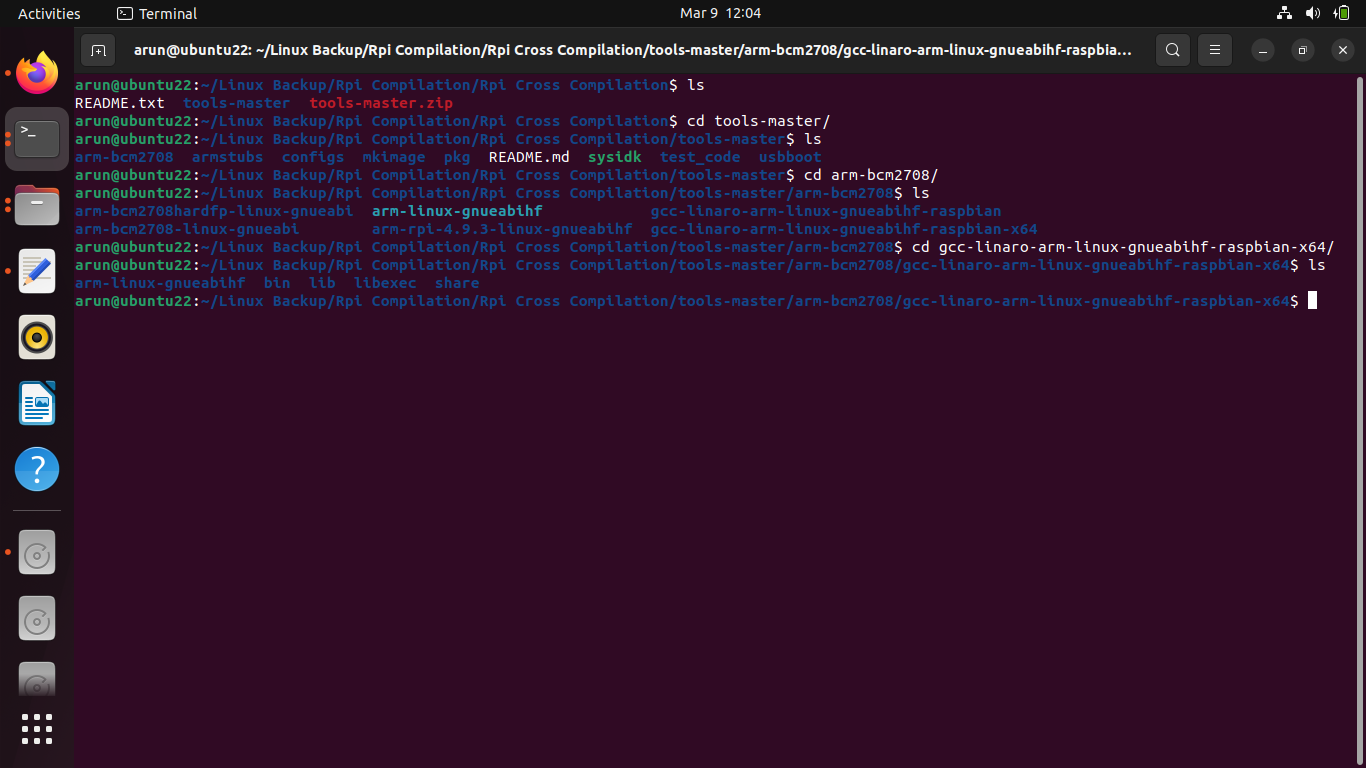 Activities Terminal Mar 9 12:04
arun@ubuntu22: ~/Linux Backup/Rpi Compilation/Rpi Cross Compilation/tools-master/arm-bcm2708/gcc-linaro-arm-linux-gnueabihf-raspbia...
arun@ubuntu22:~/Linux Backup/Rpi Compilation/Rpi Cross Compilation$ ls
README.txt tools-master tools-master.zip
arun@ubuntu22:~/Linux Backup/Rpi Compilation/Rpi Cross Compilation$ cd tools-master/
arun@ubuntu22:~/Linux Backup/Rpi Compilation/Rpi Cross Compilation/tools-master$ ls
arm-bcm2708 armstubs configs mkimage pkg README.md sysidk test_code usbboot
arun@ubuntu22:~/Linux Backup/Rpi Compilation/Rpi Cross Compilation/tools-master$ cd arm-bcm2708/
arun@ubuntu22:~/Linux Backup/Rpi Compilation/Rpi Cross Compilation/tools-master/arm-bcm2708$ ls
arm-bcm2708hardfp-linux-gnueabi arm-linux-gnueabihf gcc-linaro-arm-linux-gnueabihf-raspbian
arm-bcm2708-linux-gnueabi arm-rpi-4.9.3-linux-gnueabihf gcc-linaro-arm-linux-gnueabihf-raspbian-x64
arun@ubuntu22:~/Linux Backup/Rpi Compilation/Rpi Cross Compilation/tools-master/arm-bcm2708$ cd gcc-linaro-arm-linux-gnueabihf-raspbian-x64/
arun@ubuntu22:~/Linux Backup/Rpi Compilation/Rpi Cross Compilation/tools-master/arm-bcm2708/gcc-linaro-arm-linux-gnueabihf-raspbian-x64$ ls
arm-linux-gnueabihf bin lib libexec share
arun@ubuntu22:~/Linux Backup/Rpi Compilation/Rpi Cross Compilation/tools-master/arm-bcm2708/gcc-linaro-arm-linux-gnueabihf-raspbian-x64$